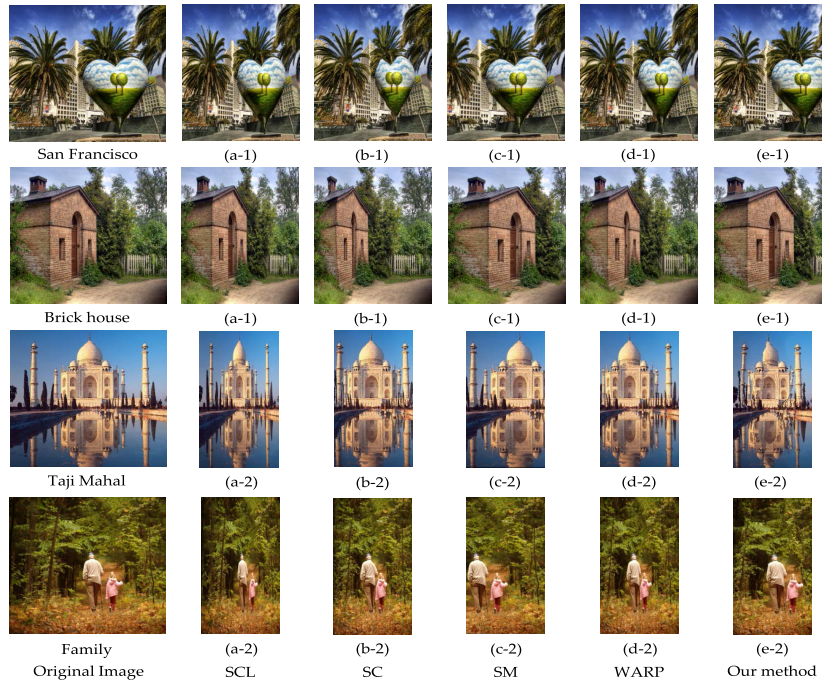 San Francisco (a-1) (b-1) (c-1) (d-1) (e-1)
Brick house (a-1) (b-1) (c-1) (d-1) (e-1)
Taji Mahal (a-2) (b-2) (c-2) (d-2) (e-2)
Family (a-2) (b-2) (c-2) (d-2) (e-2)
Original Image SCL SC SM WARP Our method